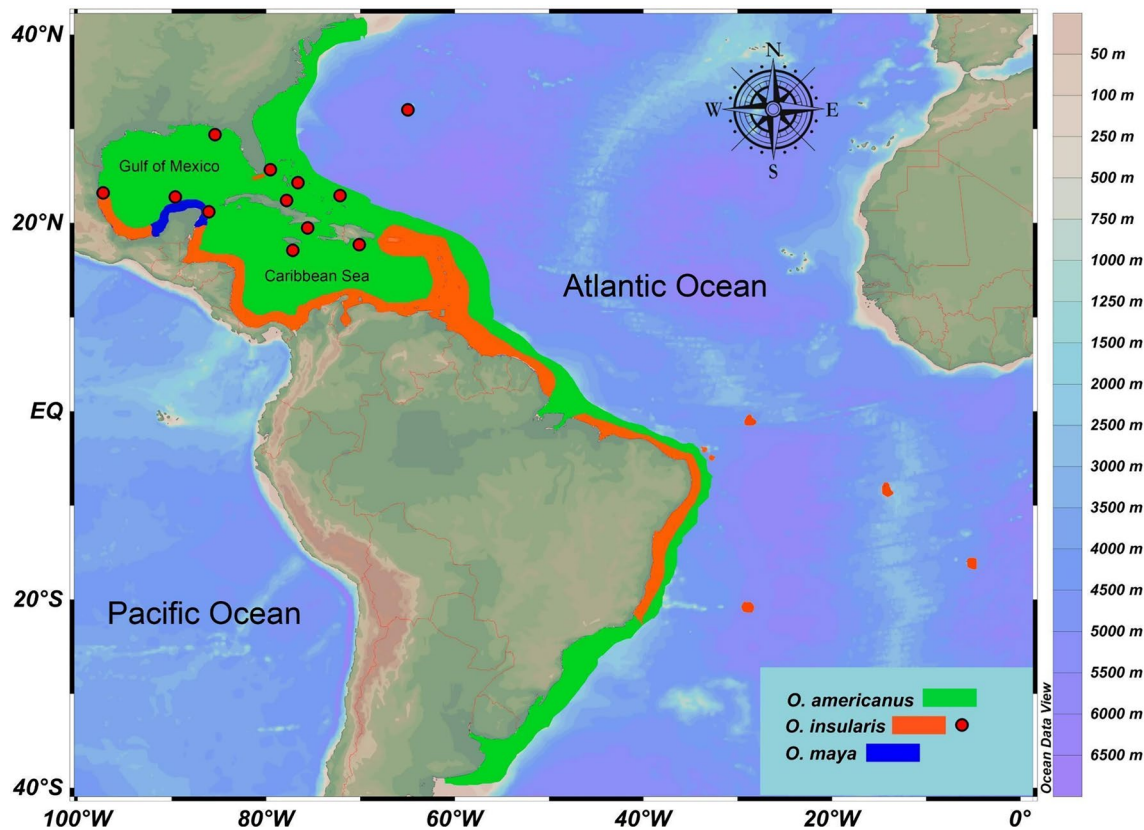 40°N
20°N
EQ
20°S
40°S
100°W
80°W
60°W
40°W
20°W
0°
N
W
E
S
Gulf of Mexico
Caribbean Sea
Atlantic Ocean
Pacific Ocean
O. americanus
O. insularis
O. maya
Ocean Data View
50 m
100 m
250 m
500 m
750 m
1000 m
1250 m
1500 m
2000 m
2500 m
3000 m
3500 m
4000 m
4500 m
5000 m
5500 m
6000 m
6500 m